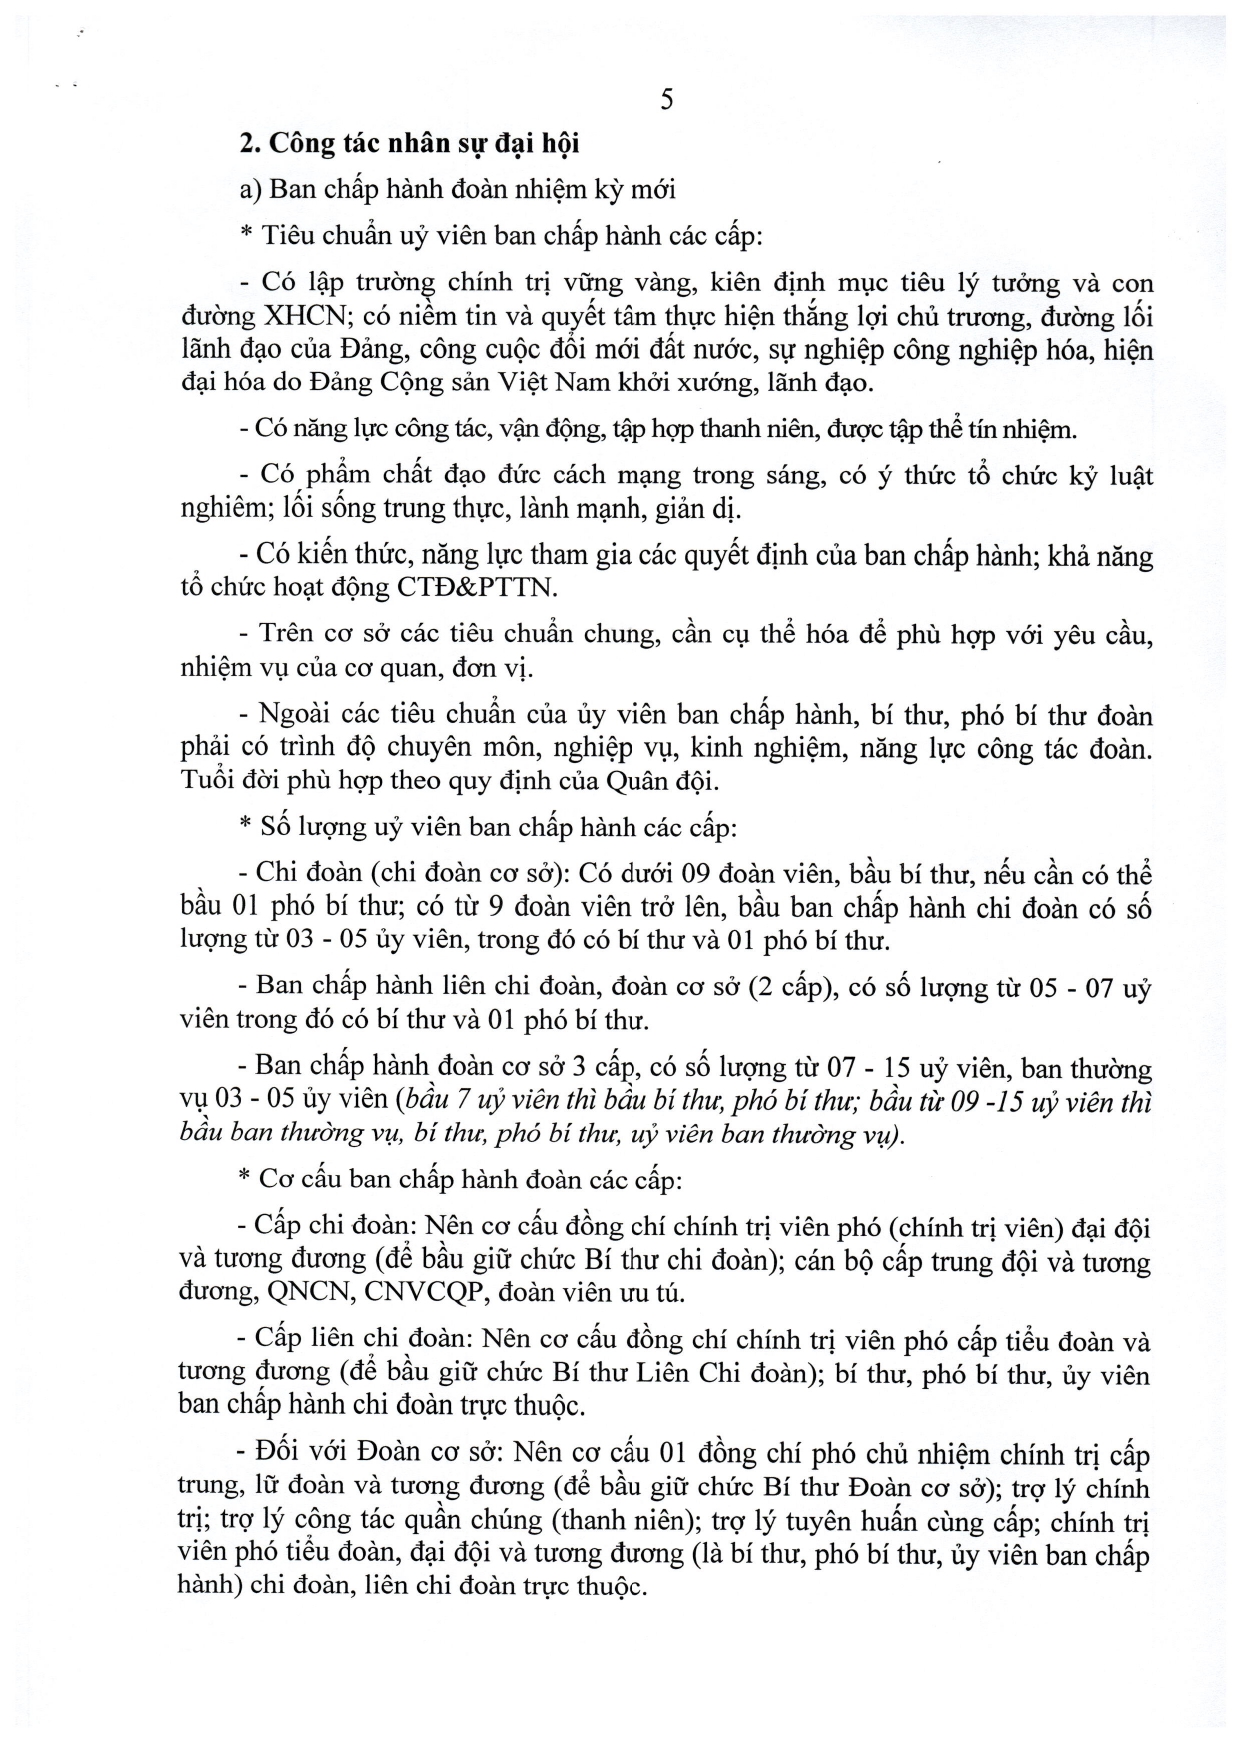 5
2. Công tác nhân sự đại hội
a) Ban chấp hành đoàn nhiệm kỳ mới
* Tiêu chuẩn uỷ viên ban chấp hành các cấp:
- Có lập trường chính trị vững vàng, kiên định mục tiêu lý tưởng và con
đường XHCN; có niềm tin và quyết tâm thực hiện thắng lợi chủ trương, đường lối
lãnh đạo của Đảng, công cuộc đổi mới đất nước, sự nghiệp công nghiệp hóa, hiện
đại hóa do Đảng Cộng sản Việt Nam khởi xướng, lãnh đạo.
- Có năng lực công tác, vận động, tập hợp thanh niên, được tập thể tín nhiệm.
- Có phẩm chất đạo đức cách mạng trong sáng, có ý thức tổ chức kỷ luật
nghiêm; lối sống trung thực, lành mạnh, giản dị.
- Có kiến thức, năng lực tham gia các quyết định của ban chấp hành; khả năng
tổ chức hoạt động CTĐ&PTTN.
- Trên cơ sở các tiêu chuẩn chung, cần cụ thể hóa để phù hợp với yêu cầu,
nhiệm vụ của cơ quan, đơn vị.
- Ngoài các tiêu chuẩn của ủy viên ban chấp hành, bí thư, phó bí thư đoàn
phải có trình độ chuyên môn, nghiệp vụ, kinh nghiệm, năng lực công tác đoàn.
Tuổi đời phù hợp theo quy định của Quân đội.
* Số lượng uỷ viên ban chấp hành các cấp:
- Chi đoàn (chi đoàn cơ sở): Có dưới 09 đoàn viên, bầu bí thư, nếu cần có thể
bầu 01 phó bí thư; có từ 9 đoàn viên trở lên, bầu ban chấp hành chi đoàn có số
lượng từ 03 - 05 ủy viên, trong đó có bí thư và 01 phó bí thư.
- Ban chấp hành liên chi đoàn, đoàn cơ sở (2 cấp), có số lượng từ 05 - 07 uỷ
viên trong đó có bí thư và 01 phó bí thư.
- Ban chấp hành đoàn cơ sở 3 cấp, có số lượng từ 07 - 15 uỷ viên, ban thường
vụ 03 - 05 ủy viên (bầu 7 uỷ viên thì bầu bí thư, phó bí thư; bầu từ 09 -15 uỷ viên thì
bầu ban thường vụ, bí thư, phó bí thư, uỷ viên ban thường vụ).
* Cơ cấu ban chấp hành đoàn các cấp:
- Cấp chi đoàn: Nên cơ cấu đồng chí chính trị viên phó (chính trị viên) đại đội
và tương đương (để bầu giữ chức Bí thư chi đoàn); cán bộ cấp trung đội và tương
đương, QNCN, CNVCQP, đoàn viên ưu tú.
- Cấp liên chi đoàn: Nên cơ cấu đồng chí chính trị viên phó cấp tiểu đoàn và
tương đương (để bầu giữ chức Bí thư Liên Chi đoàn); bí thư, phó bí thư, ủy viên
ban chấp hành chi đoàn trực thuộc.
- Đối với Đoàn cơ sở: Nên cơ cấu 01 đồng chí phó chủ nhiệm chính trị cấp
trung, lữ đoàn và tương đương (để bầu giữ chức Bí thư Đoàn cơ sở); trợ lý chính
trị; trợ lý công tác quần chúng (thanh niên); trợ lý tuyên huấn cùng cấp; chính trị
viên phó tiểu đoàn, đại đội và tương đương (là bí thư, phó bí thư, ủy viên ban chấp
hành) chi đoàn, liên chi đoàn trực thuộc.